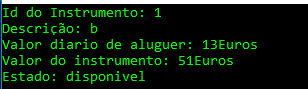 Id do Instrumento: 1
Descrição: b
Valor diario de aluguer: 13Euros
Valor do instrumento: 51Euros
Estado: disponivel